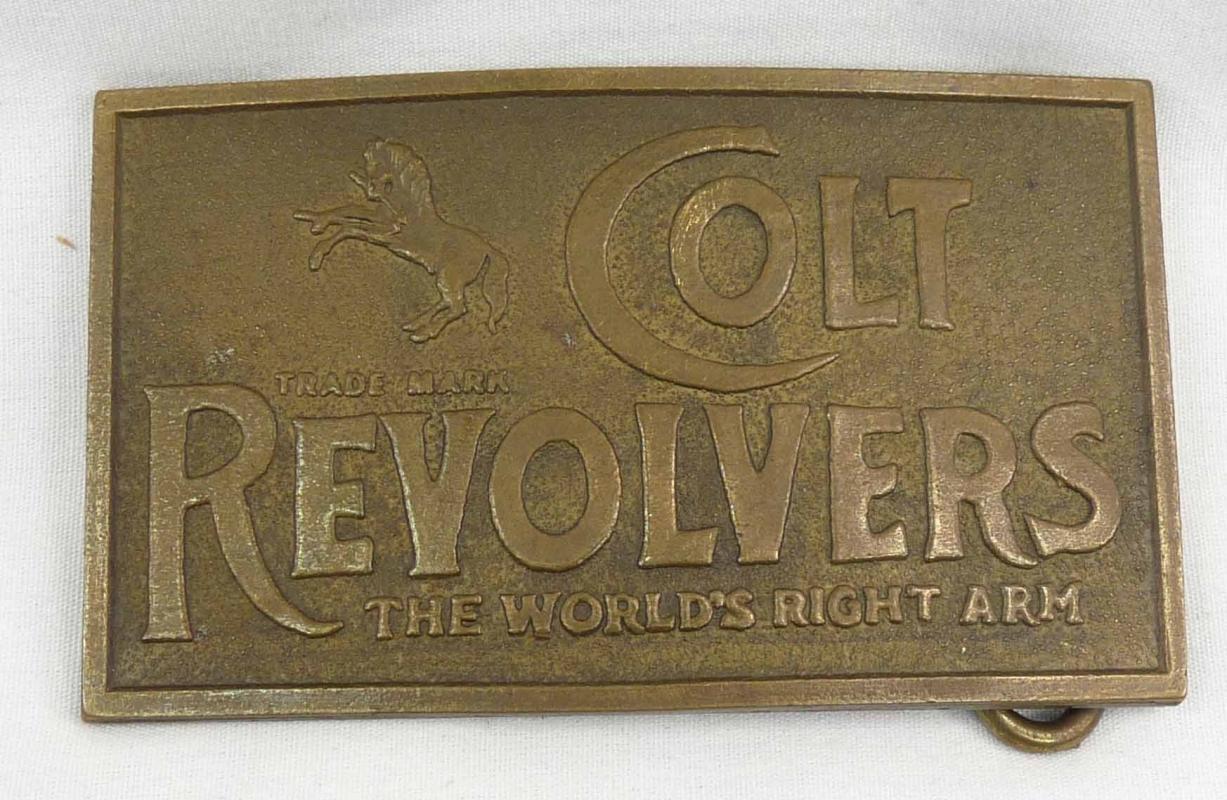 COLT
TRADE MARK
REVOLVERS
THE WORLD'S RIGHT ARM